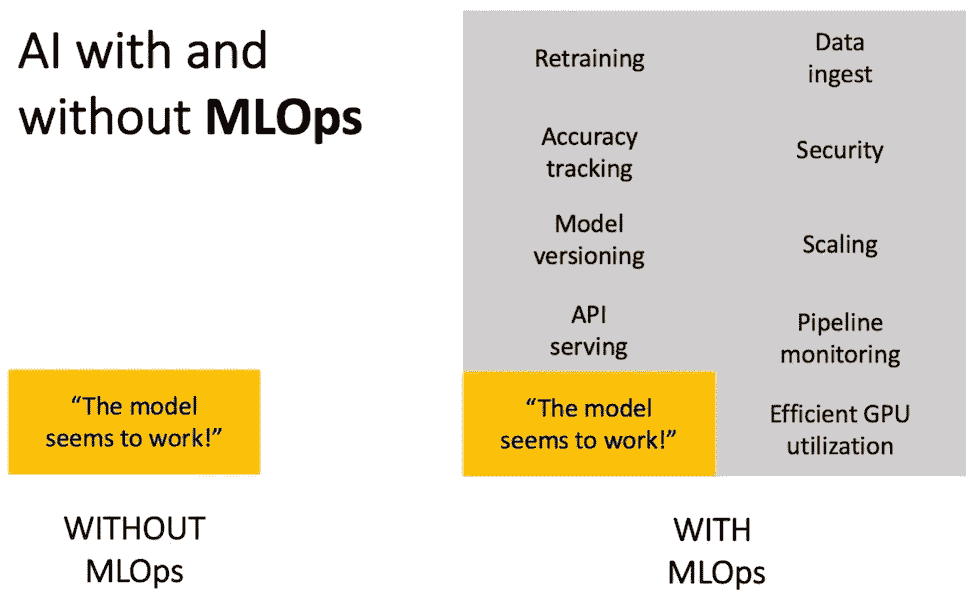 AI with and
without MLOps
“The model
seems to work!”
WITHOUT
MLOps
Retraining
Data
ingest
Accuracy
tracking
Security
Model
versioning
Scaling
API
serving
Pipeline
monitoring
“The model
seems to work!”
Efficient GPU
utilization
WITH
MLOps